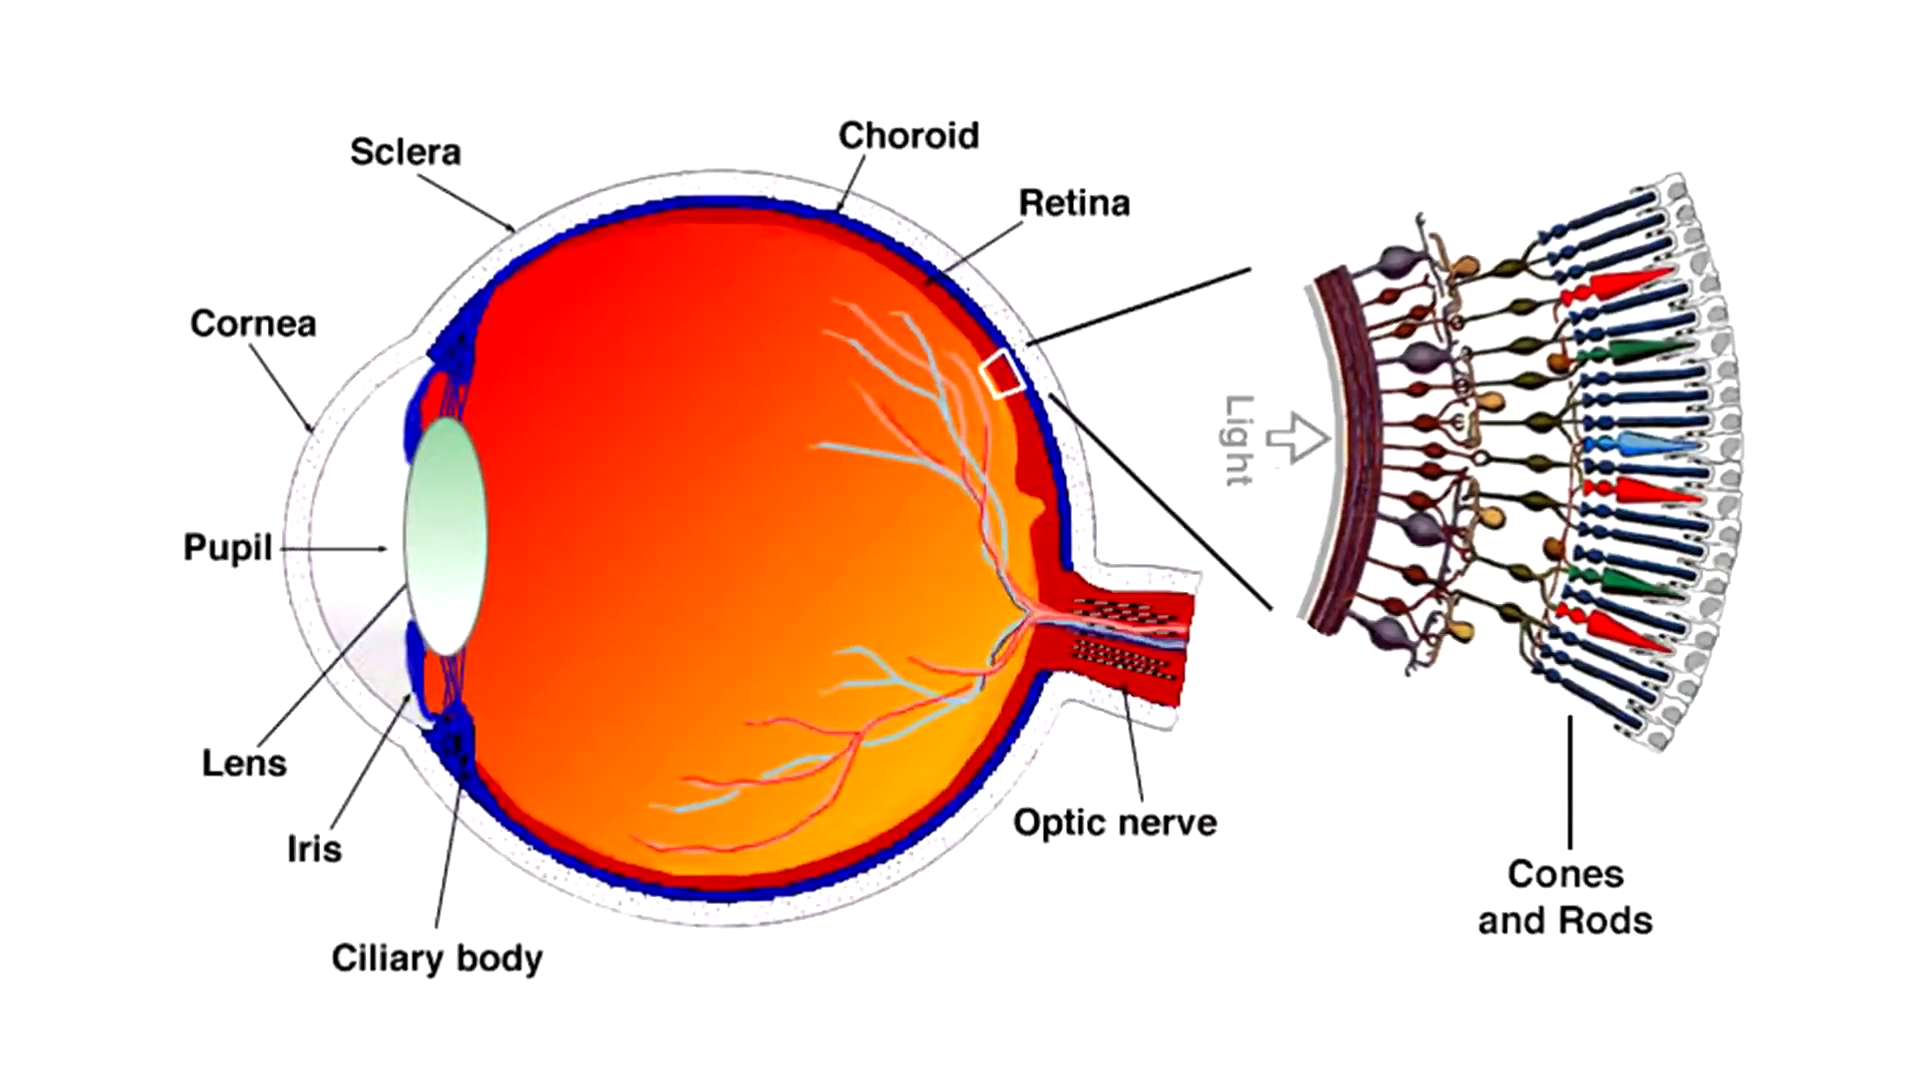 Sclera
Choroid
Retina
Cornea
Light
Pupil
Lens
Iris
Optic nerve
Ciliary body
Cones
and Rods